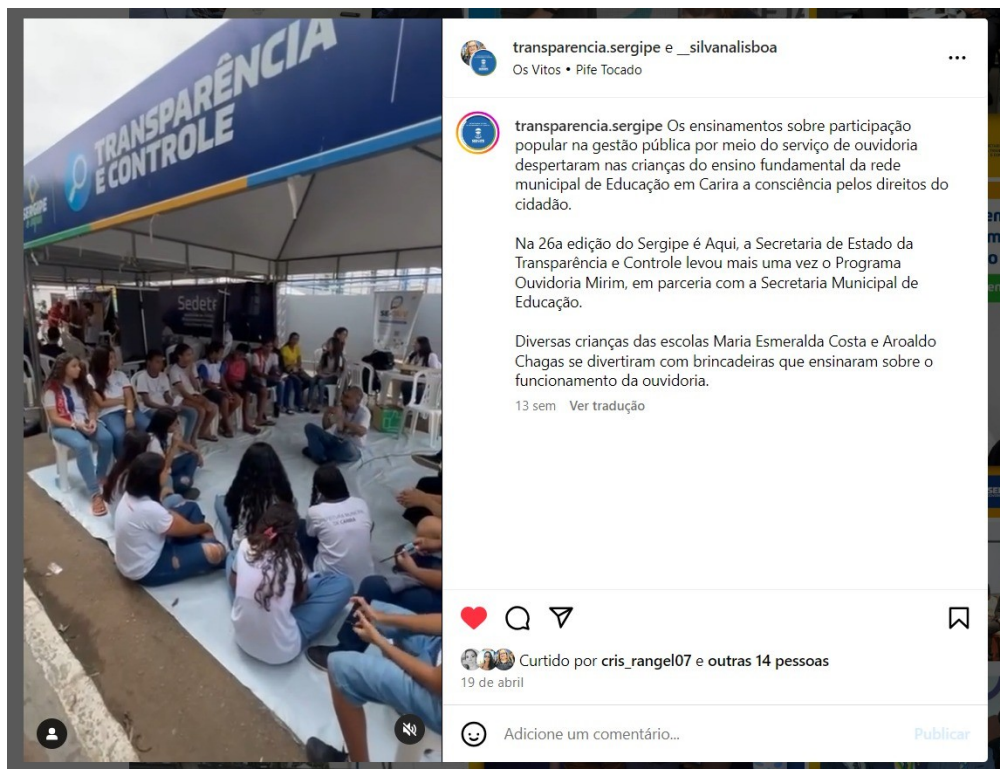 TRANSPARÊNCIA
E CONTROLE
SERGIPE
Sedetec
PREFEITURA MUNICIPAL
DE CARIRA
transparencia.sergipe e __silvanalisboa
Os Vitos • Pife Tocado
transparencia.sergipe Os ensinamentos sobre participação
popular na gestão pública por meio do serviço de ouvidoria
despertaram nas crianças do ensino fundamental da rede
municipal de Educação em Carira a consciência pelos direitos do
cidadão.
Na 26a edição do Sergipe é Aqui, a Secretaria de Estado da
Transparência e Controle levou mais uma vez o Programa
Ouvidoria Mirim, em parceria com a Secretaria Municipal de
Educação.
Diversas crianças das escolas Maria Esmeralda Costa e Aroaldo
Chagas se divertiram com brincadeiras que ensinaram sobre o
funcionamento da ouvidoria.
13 sem Ver tradução
Curtido por cris_rangel07 e outras 14 pessoas
19 de abril
Adicione um comentário...
Publicar